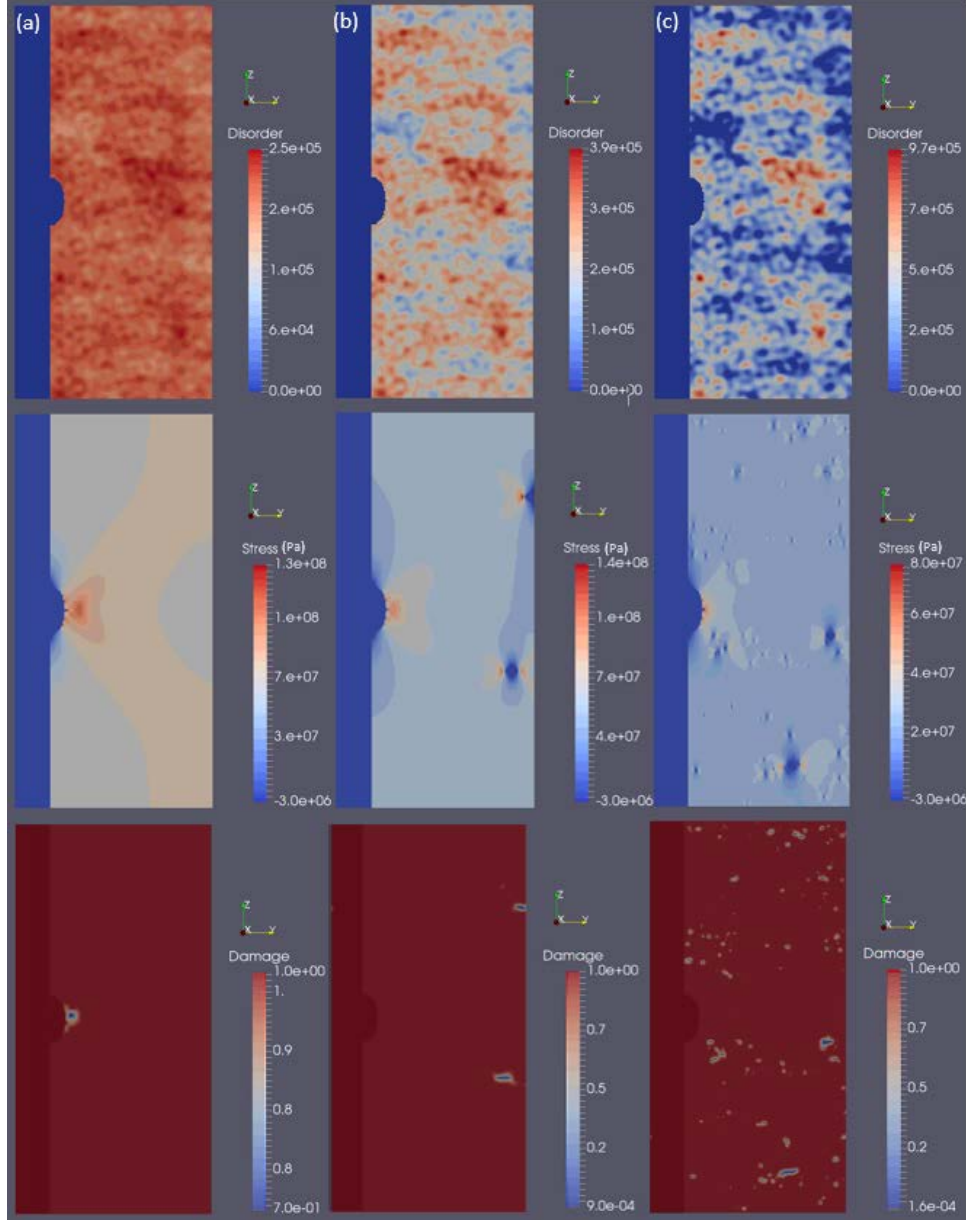 (a)
(b)
(c)
Z
X
Y
Disorder
2.5e+05
2.e+05
1.e+05
6.e+04
0.0e+00
Z
X
Y
Disorder
3.9e+05
3.e+05
2.e+05
1.e+05
0.0e+00
Z
X
Y
Disorder
9.7e+05
7.e+05
5.e+05
2.e+05
0.0e+00
Z
X
Y
Stress (Pa)
1.3e+08
1.e+08
7.e+07
3.e+07
-3.0e+06
Z
X
Y
Stress (Pa)
1.4e+08
1.e+08
7.e+07
4.e+07
-3.0e+06
Z
X
Y
Stress (Pa)
8.0e+07
6.e+07
4.e+07
2.e+07
-3.0e+06
Z
X
Y
Damage
1.0e+00
1.
0.9
0.8
0.8
7.0e-01
Z
X
Y
Damage
1.0e+00
0.7
0.5
0.2
9.0e-04
Z
X
Y
Damage
1.0e+00
0.7
0.5
0.2
1.6e-04